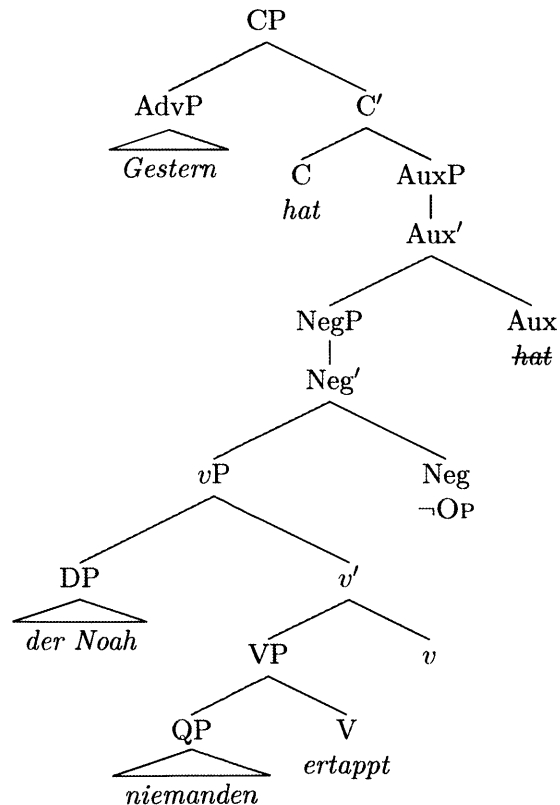 CP
AdvP C′
Gestern C AuxP
hat Aux′
NegP Aux
hat
Neg′
vP Neg
¬OP
DP v′
der Noah VP v
QP V
niemanden ertappt